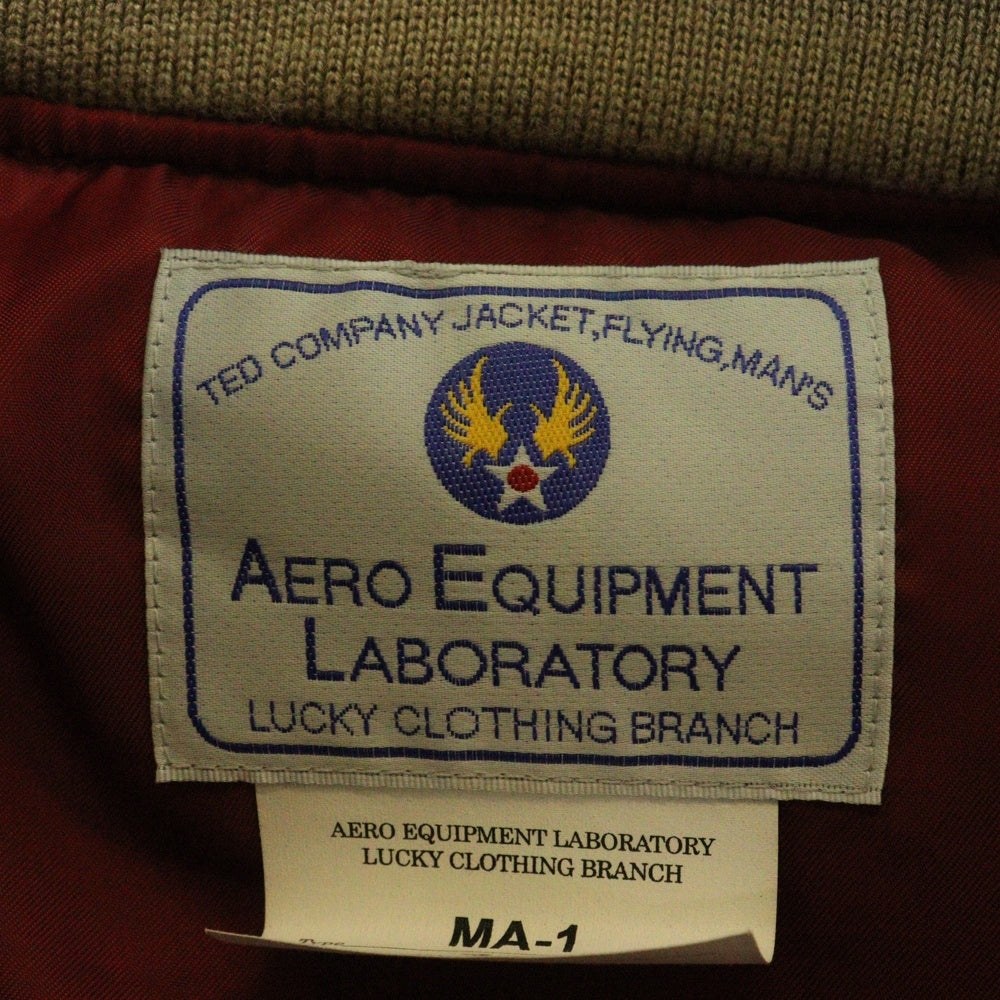 TED COMPANY JACKET,FLYING,MAN'S
AERO EQUIPMENT
LABORATORY
LUCKY CLOTHING BRANCH
AERO EQUIPMENT LABORATORY
LUCKY CLOTHING BRANCH
Type MA-1